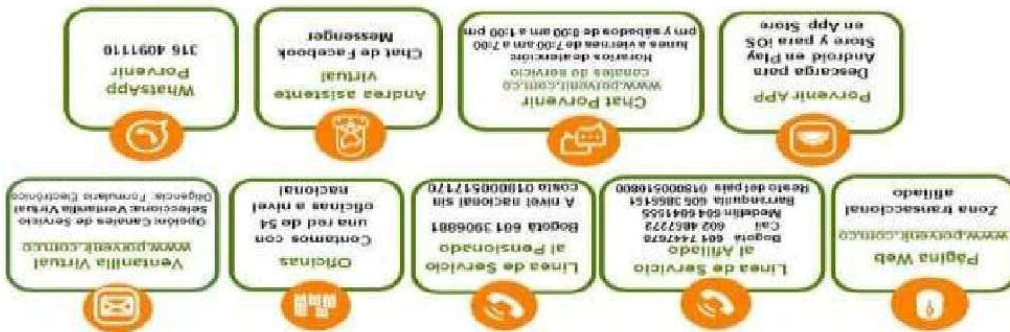 Página Web
www.porvenir.com.co
Zona transaccional
afiliado
Línea de Servicio
al Afiliado
Bogotá 601 7447678
Cali 602 4857272
Medellín 604 6041555
Barranquilla 605 3855151
Resto del país 018000510800
Línea de Servicio
al Pensionado
Bogotá 601 3906881
A nivel nacional sin
costo 018000517170
Oficinas
Contamos con
una red de 54
oficinas a nivel
nacional
Ventanilla Virtual
www.porvenir.com.co
Opción: Canales de Servicio
Selecciona: Ventanilla Virtual
Diligencia: Formulario Electrónico
Porvenir APP
Descarga para
Android en Play
Store y para iOS
en App Store
Chat Porvenir
www.porvenir.com.co
canales de servicio
Horarios de atención:
lunes a viernes de 7:00 am a 7:00
pm y sábados de 8:00 am a 1:00 pm
Andrea asistente
virtual
Chat de Facebook
Messenger
WhatsApp
Porvenir
316 4091110